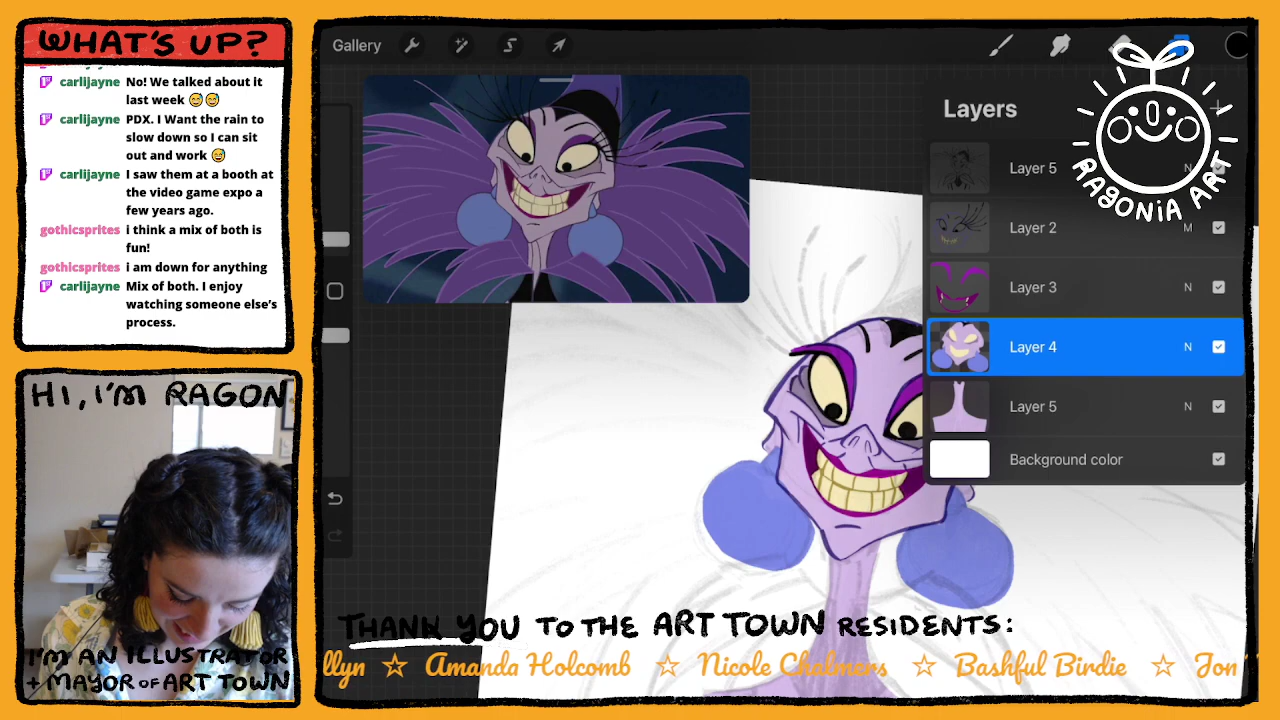 WHAT'S UP?
carlijayne No! We talked about it
last week 😅😅
carlijayne PDX. I Want the rain to
slow down so I can sit
out and work 😅
carlijayne I saw them at a booth at
the video game expo a
few years ago.
gothicsprites i think a mix of both is
fun!
gothicsprites i am down for anything
carlijayne Mix of both. I enjoy
watching someone else's
process.
HI, I'M RAGON
I'M AN ILLUSTRATOR
+ MAYOR OF ART TOWN
Gallery
Layers
Layer 5 N
Layer 2 M
Layer 3 N
Layer 4 N
Layer 5 N
Background color
RAGONIA ART
THANK YOU TO THE ART TOWN RESIDENTS:
llyn ☆ Amanda Holcomb ☆ Nicole Chalmers ☆ Bashful Birdie ☆ Jon